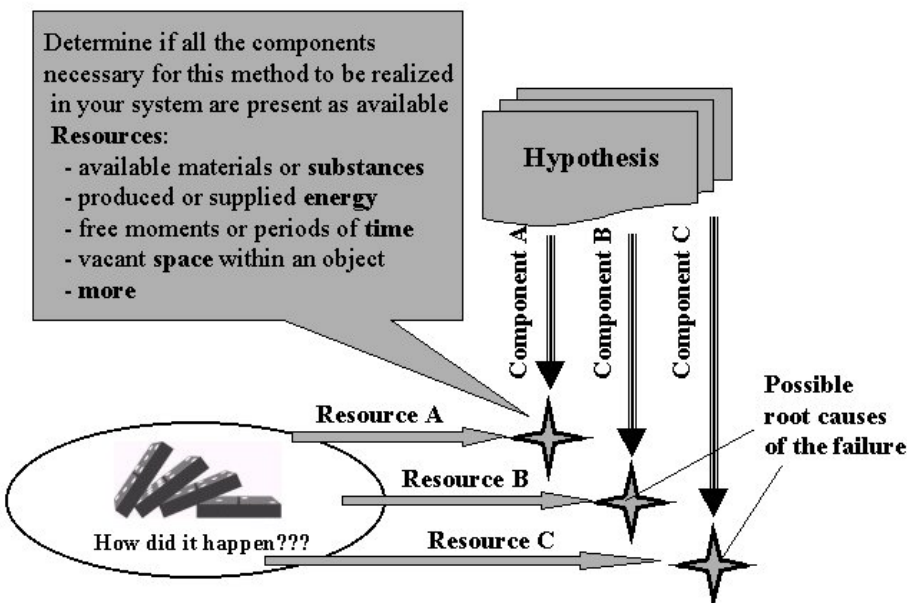 Determine if all the components
necessary for this method to be realized
in your system are present as available
Resources:
- available materials or substances
- produced or supplied energy
- free moments or periods of time
- vacant space within an object
- more
Hypothesis
Component A
Component B
Component C
Possible
root causes
of the failure
Resource A
Resource B
Resource C
How did it happen???